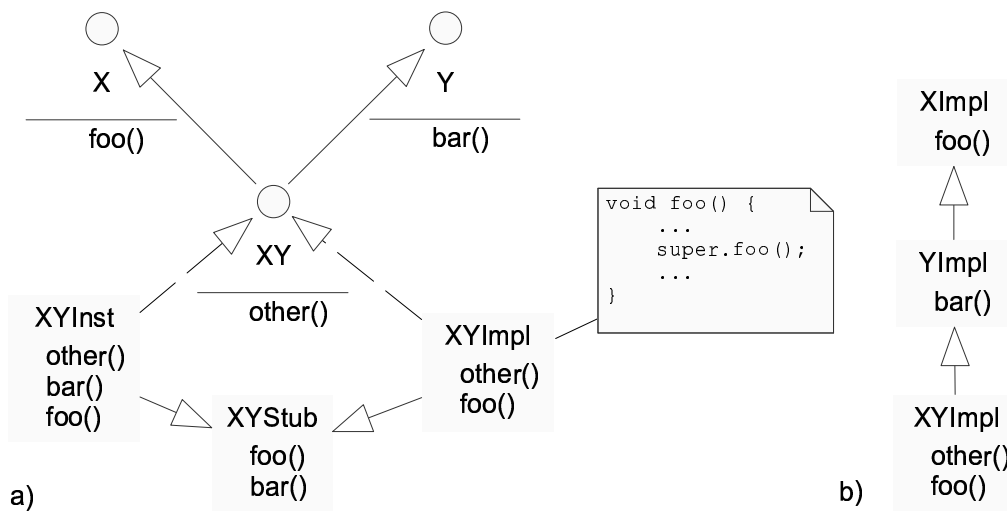 X
foo()
Y
bar()
XY
other()
XYInst
other()
bar()
foo()
XYStub
foo()
bar()
XYImpl
other()
foo()
void foo() {
...
super.foo();
...
}
a)
XImpl
foo()
YImpl
bar()
XYImpl
other()
foo()
b)